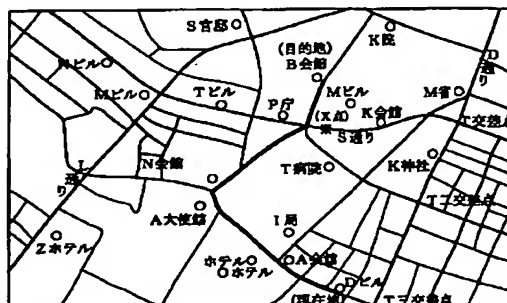 S官邸
K院
(目的地)
B会館
D通り
Mビル
Tビル
P庁
Mビル
(X点)
K会館
M省
S通り
T交差点
N会館
T病院
K神社
L通り
A大使館
T二交差点
I局
Zホテル
ホテル
ホテル
A会館
Dビル
(現在地)
T三交差点